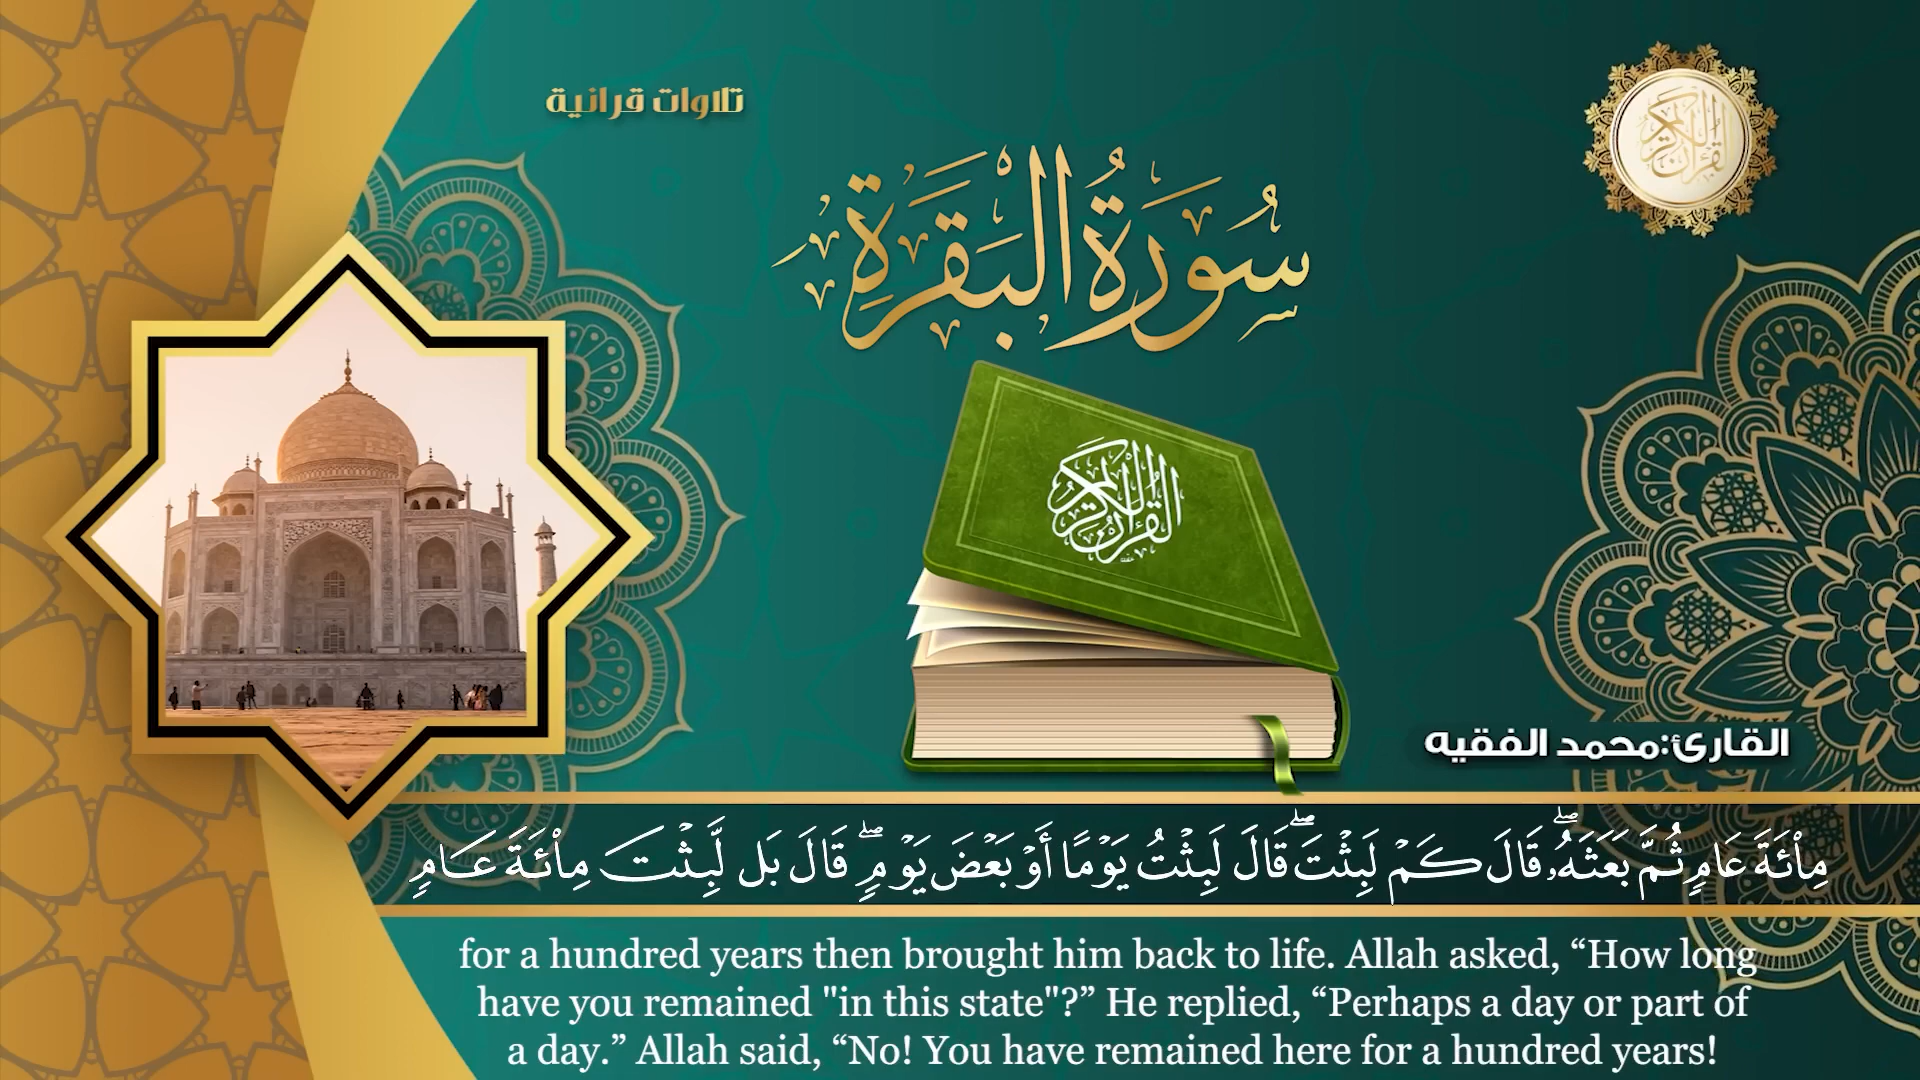 تلاوات قرانية
القرآن الكريم
سُورَةُ البَقَرَةِ
القرآن الكريم
القارئ:محمد الفقيه
مِاْئَةَ عَامٍ ثُمَّ بَعَثَهُۥۖ قَالَ كَمۡ لَبِثۡتَۖ قَالَ لَبِثۡتُ يَوۡمًا أَوۡ بَعۡضَ يَوۡمٖۖ قَالَ بَل لَّبِثۡتَ مِاْئَةَ عَامٖ
for a hundred years then brought him back to life. Allah asked, “How long
have you remained "in this state"?” He replied, “Perhaps a day or part of
a day.” Allah said, “No! You have remained here for a hundred years!